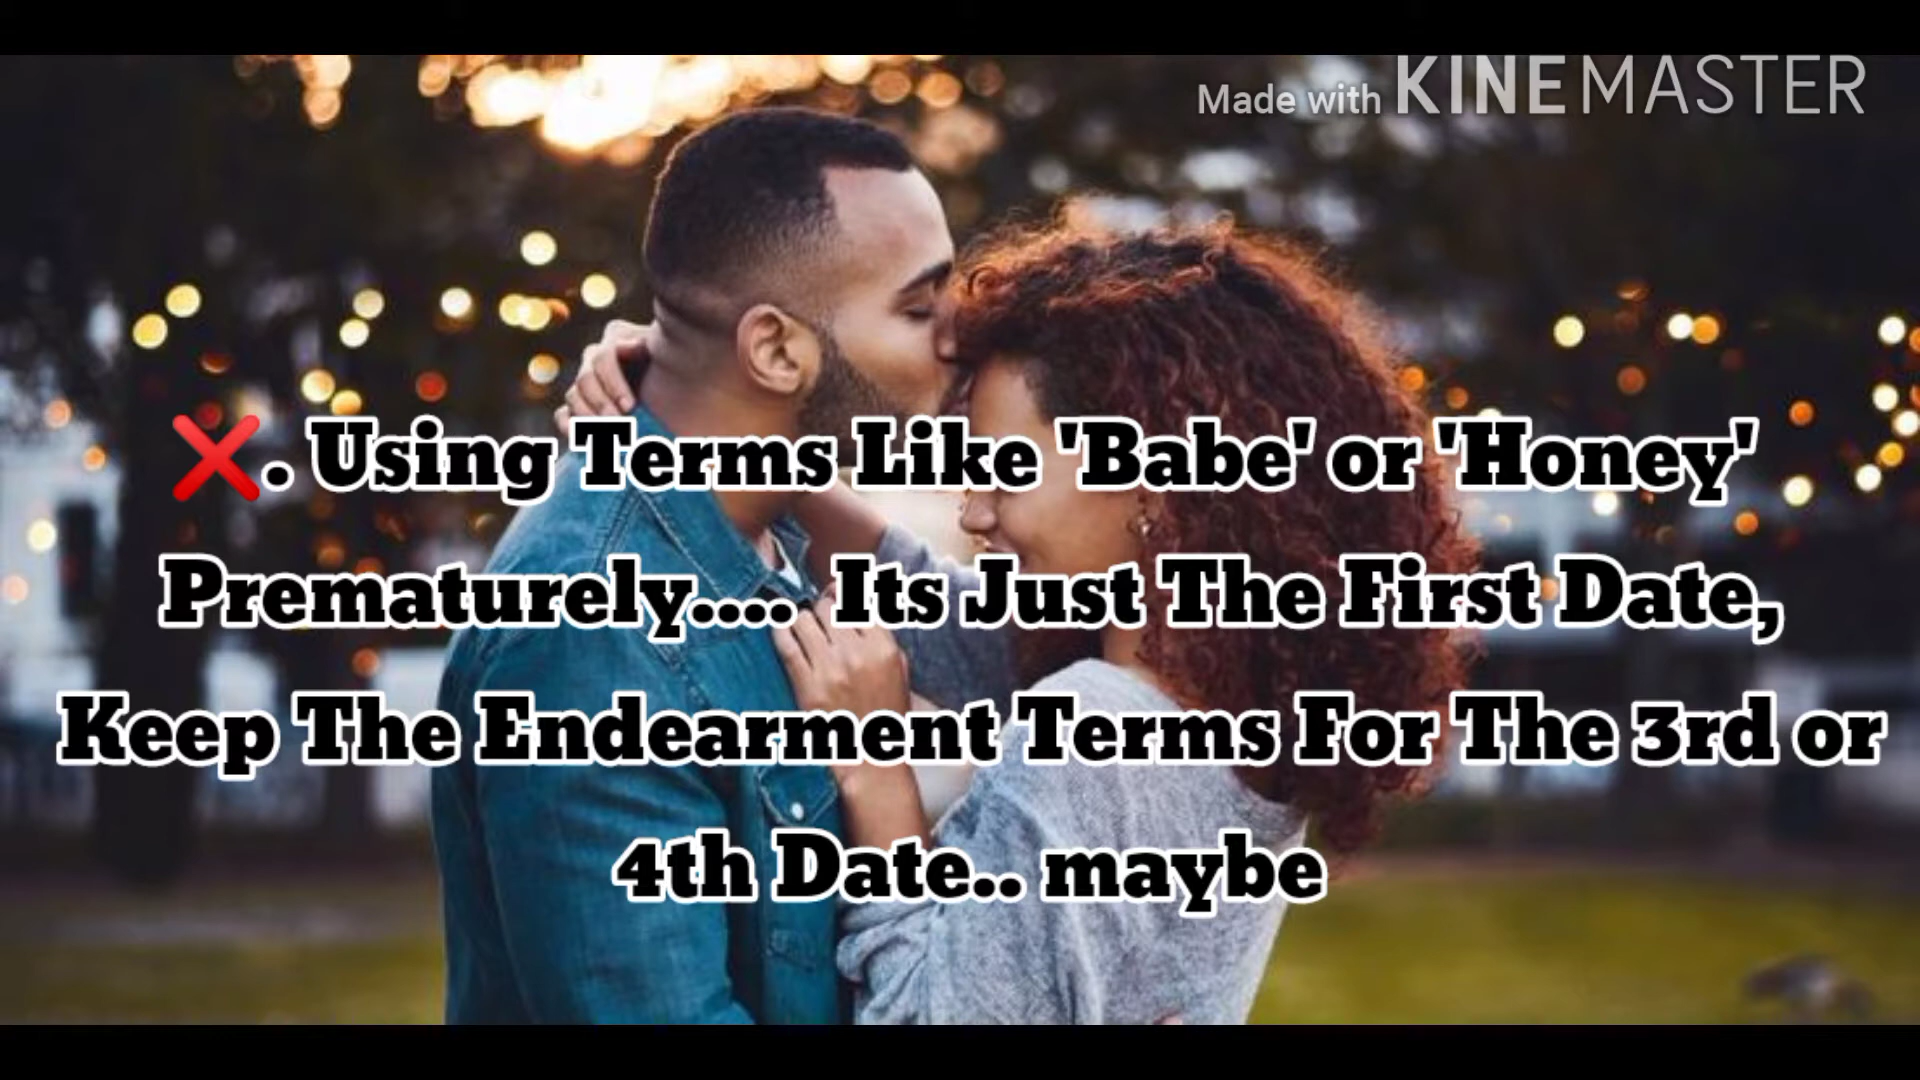 Made with KINEMASTER
❌. Using Terms Like 'Babe' or 'Honey'
Prematurely.... Its Just The First Date,
Keep The Endearment Terms For The 3rd or
4th Date.. maybe